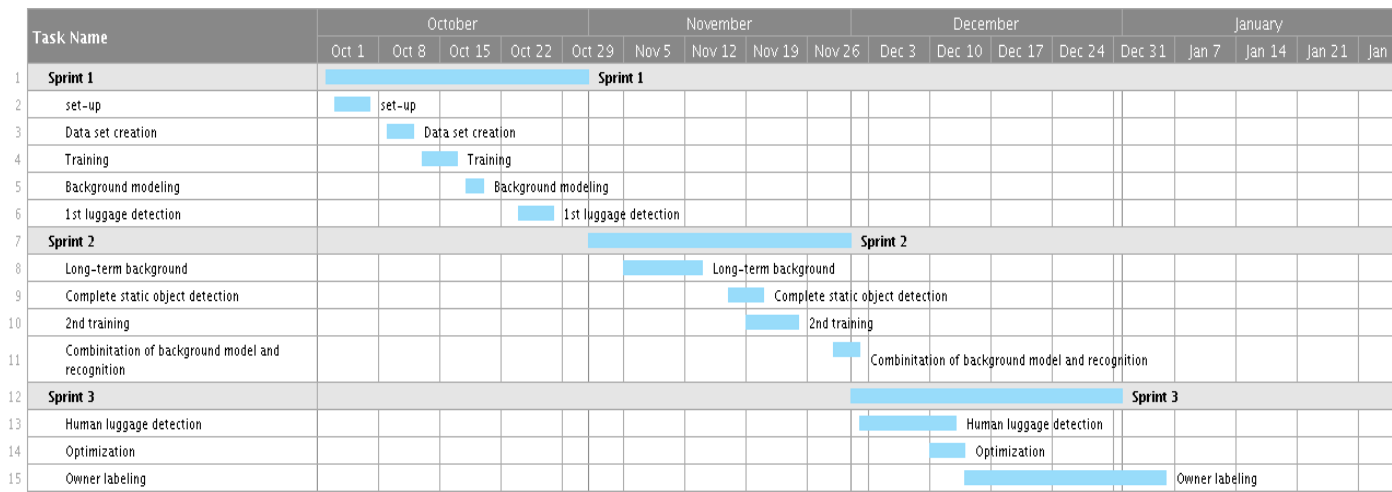 Task Name
October November December January
Oct 1 Oct 8 Oct 15 Oct 22 Oct 29 Nov 5 Nov 12 Nov 19 Nov 26 Dec 3 Dec 10 Dec 17 Dec 24 Dec 31 Jan 7 Jan 14 Jan 21 Jan
1 Sprint 1 Sprint 1
2 set-up set-up
3 Data set creation Data set creation
4 Training Training
5 Background modeling Background modeling
6 1st luggage detection 1st luggage detection
7 Sprint 2 Sprint 2
8 Long-term background Long-term background
9 Complete static object detection Complete static object detection
10 2nd training 2nd training
11 Combinitation of background model and
recognition Combinitation of background model and recognition
12 Sprint 3 Sprint 3
13 Human luggage detection Human luggage detection
14 Optimization Optimization
15 Owner labeling Owner labeling